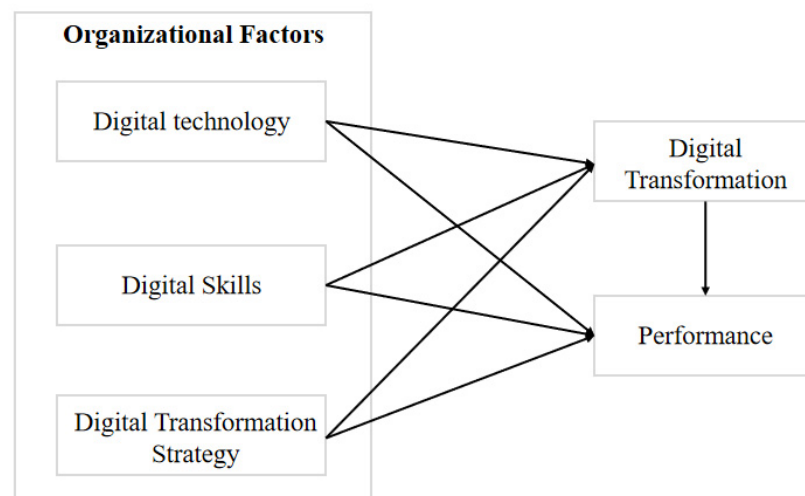 Organizational Factors
Digital technology
Digital Skills
Digital Transformation
Strategy
Digital
Transformation
Performance